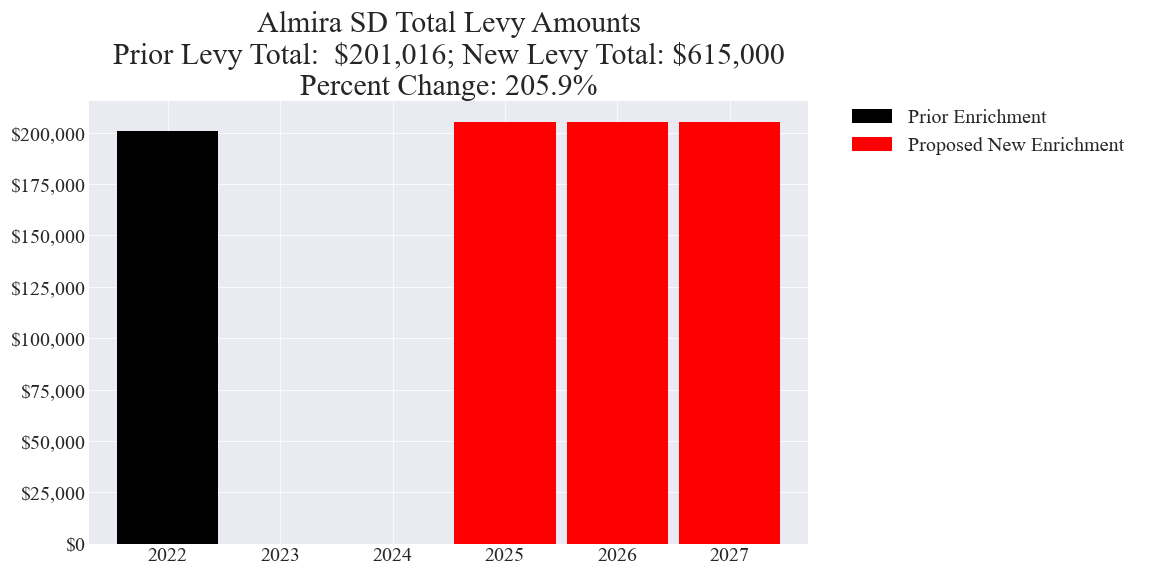 Almira SD Total Levy Amounts
Prior Levy Total:  $201,016; New Levy Total: $615,000
Percent Change: 205.9%
Prior Enrichment
Proposed New Enrichment
$200,000
$175,000
$150,000
$125,000
$100,000
$75,000
$50,000
$25,000
$0
2022 2023 2024 2025 2026 2027